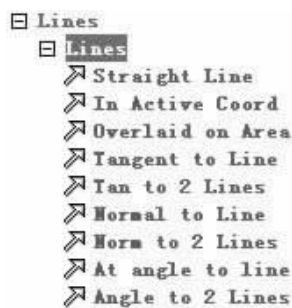 Lines
Lines
Straight Line
In Active Coord
Overlaid on Area
Tangent to Line
Tan to 2 Lines
Normal to Line
Norm to 2 Lines
At angle to line
Angle to 2 Lines